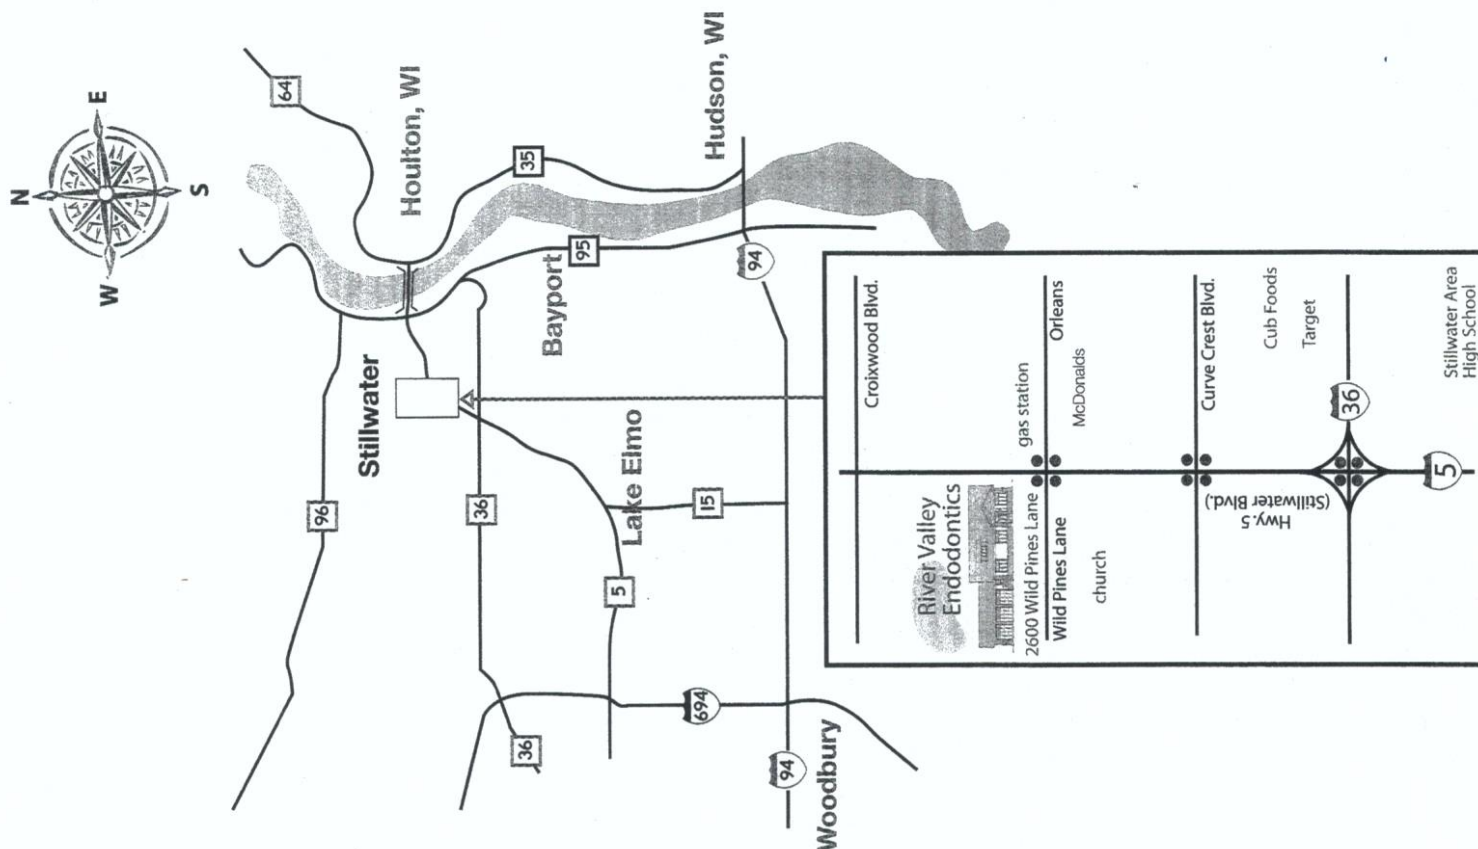 N
E
S
W
64
Houlton, WI
35
Hudson, WI
95
Bayport
94
Stillwater
96
36
Lake Elmo
15
5
36
694
94
Woodbury
Croixwood Blvd.
gas station
Orleans
McDonalds
River Valley
Endodontics
2600 Wild Pines Lane
Wild Pines Lane
church
Curve Crest Blvd.
Cub Foods
Target
Hwy. 5
(Stillwater Blvd.)
36
5
Stillwater Area
High School